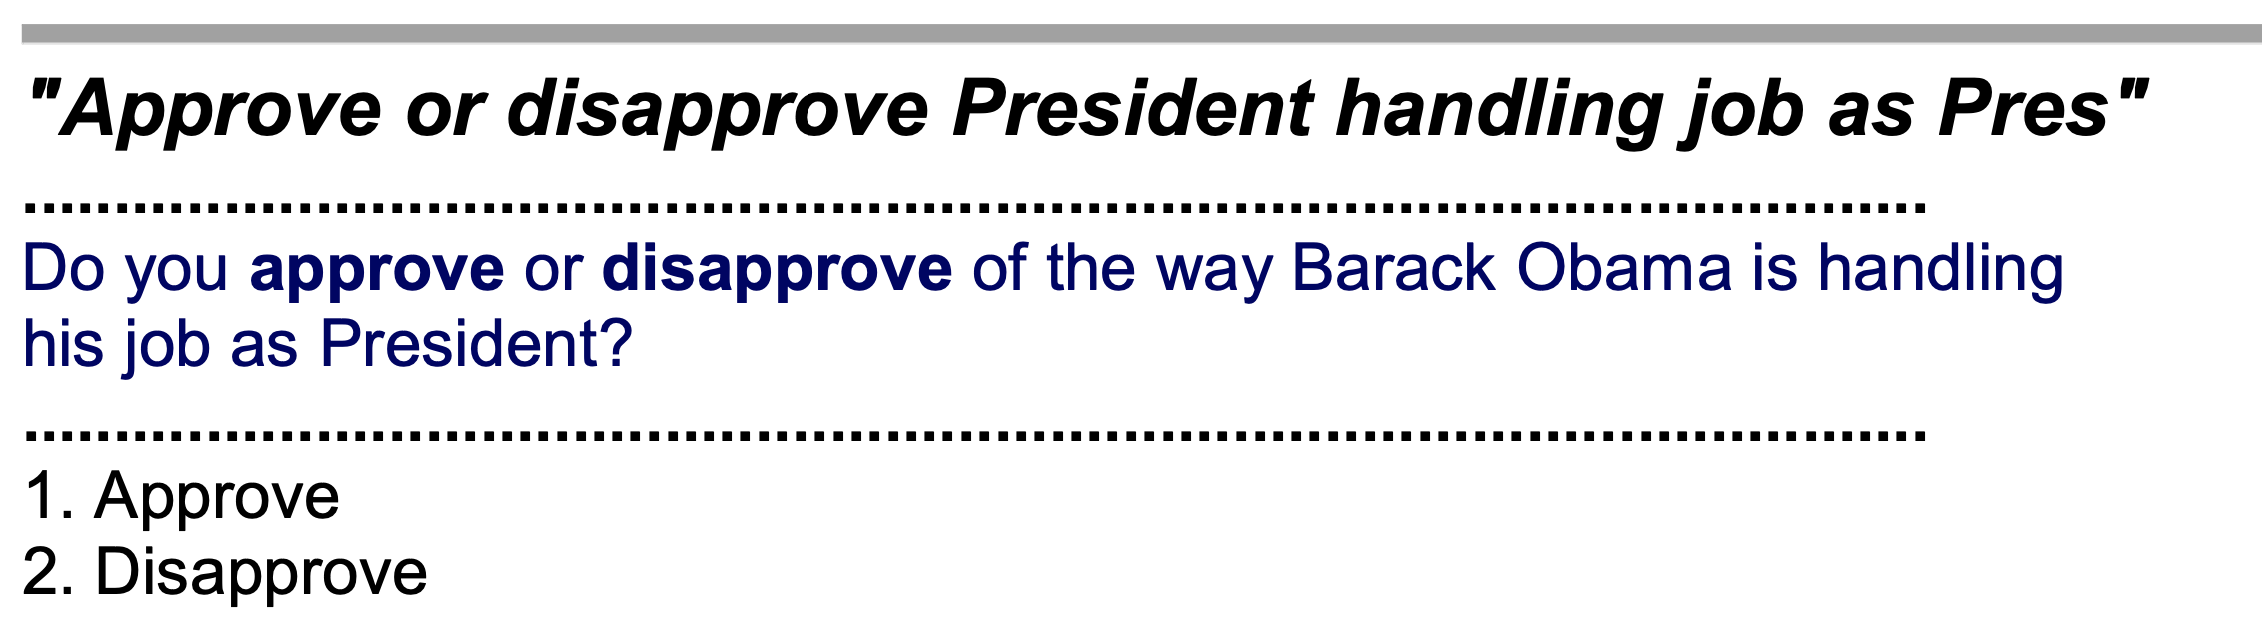 "Approve or disapprove President handling job as Pres"
........................................................................................................
Do you approve or disapprove of the way Barack Obama is handling
his job as President?
........................................................................................................
1. Approve
2. Disapprove